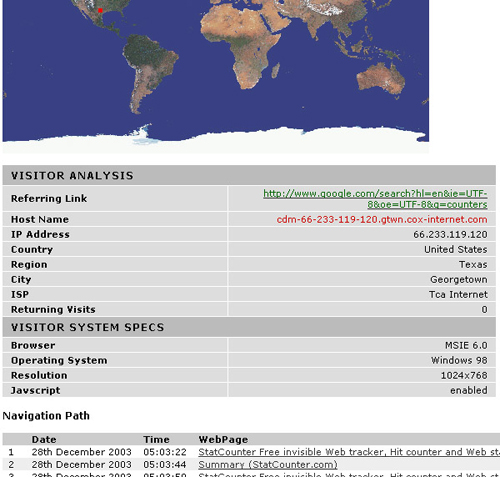 VISITOR ANALYSIS
Referring Link http://www.google.com/search?hl=en&ie=UTF-
8&oe=UTF-8&q=counters
Host Name cdm-66-233-119-120.gtwn.cox-internet.com
IP Address 66.233.119.120
Country United States
Region Texas
City Georgetown
ISP Tca Internet
Returning Visits 0
VISITOR SYSTEM SPECS
Browser MSIE 6.0
Operating System Windows 98
Resolution 1024x768
Javscript enabled
Navigation Path
Date Time WebPage
1 28th December 2003 05:03:22 StatCounter Free invisible Web tracker, Hit counter and Web st
2 28th December 2003 05:03:44 Summary (StatCounter.com)
3 28th December 2003 StatCounter Free invisible Web tracker, Hit counter and Web st